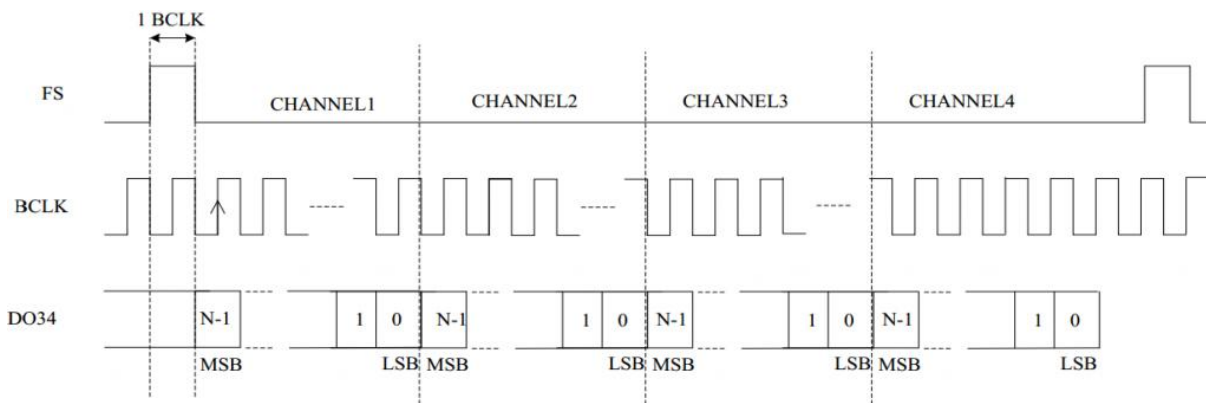 1 BCLK
FS
CHANNEL1 CHANNEL2 CHANNEL3 CHANNEL4
BCLK
DO34
N-1 1 0 N-1 1 0 N-1 1 0 N-1 1 0
MSB LSB MSB LSB MSB LSB MSB LSB